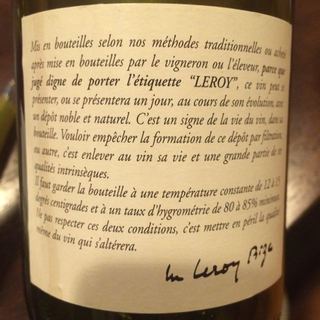 Mis en bouteilles selon nos méthodes traditionnelles ou acheté
après mise en bouteilles par le vigneron ou l'éleveur, parce que
jugé digne de porter l'étiquette "LEROY", ce vin peut se
présenter, ou se présentera un jour, au cours de son évolution, avec
un dépôt noble et naturel. C'est un signe de la vie du vin, dans sa
bouteille. Vouloir empêcher la formation de ce dépôt par filtration,
ou autre, c'est enlever au vin sa vie et une grande partie de ses
qualités intrinsèques.
Il faut garder la bouteille à une température constante de 12 à 15
degrés centigrades et à un taux d'hygrométrie de 80 à 85% minimum.
Ne pas respecter ces deux conditions, c'est mettre en péril la qualité
même du vin qui s'altérera.
Leroy Bize